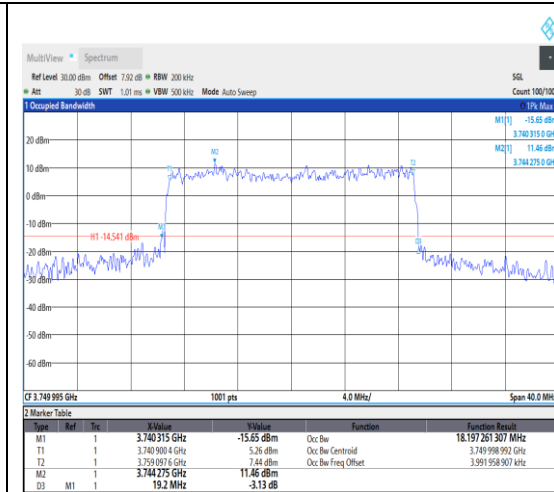 MultiView Spectrum
Ref Level 30.00 dBm Offset 7.92 dB RBW 200 kHz SGL
Att 30 dB SWT 1.01 ms VBW 500 kHz Mode Auto Sweep Count 100/100
1 Occupied Bandwidth 1Pk Max
M1[1] -15.65 dBm
3.740 315 0 GHz
M2[1] 11.46 dBm
3.744 275 0 GHz
20 dBm
M2
T1
T2
10 dBm
0 dBm
-10 dBm
M1
H1 -14.541 dBm
D3
-20 dBm
-30 dBm
-40 dBm
-50 dBm
-60 dBm
CF 3.749 995 GHz 1001 pts 4.0 MHz/ Span 40.0 MHz
2 Marker Table
Type Ref Trc X-Value Y-Value Function Function Result
M1 1 3.740 315 GHz -15.65 dBm Occ Bw 18.197 261 307 MHz
T1 1 3.740 900 4 GHz 5.26 dBm Occ Bw Centroid 3.749 998 992 GHz
T2 1 3.759 097 6 GHz 7.44 dBm Occ Bw Freq Offset 3.991 958 907 kHz
M2 1 3.744 275 GHz 11.46 dBm
D3 M1 1 19.2 MHz -3.13 dB